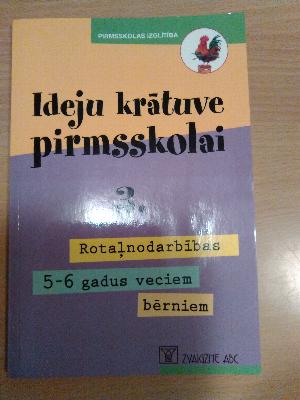 PIRMSSKOLAS IZGLĪTĪBA
Ideju krātuve
pirmsskolai
3.
Rotaļnodarbības
5-6 gadus veciem
bērniem
ZVAIGZNE ABC